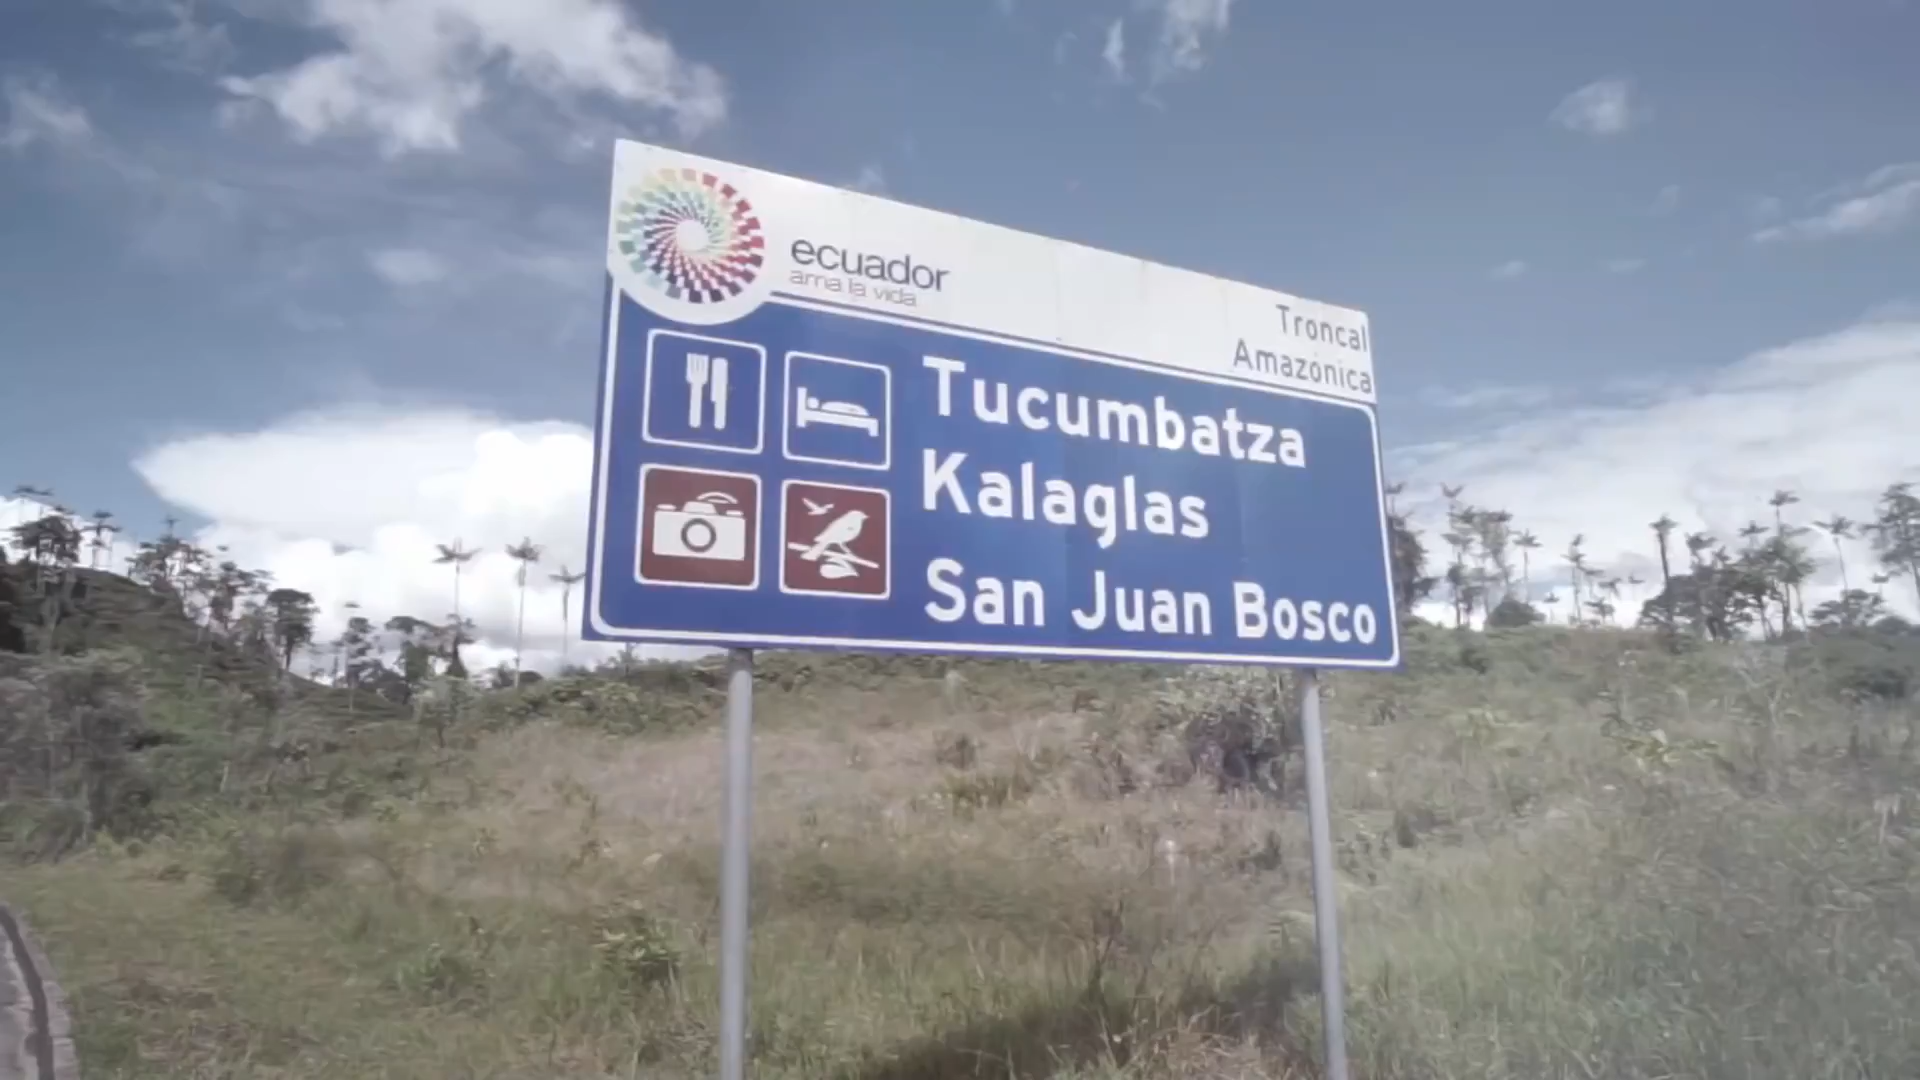 ecuador
ama la vida
Troncal
Amazónica
Tucumbatza
Kalaglas
San Juan Bosco